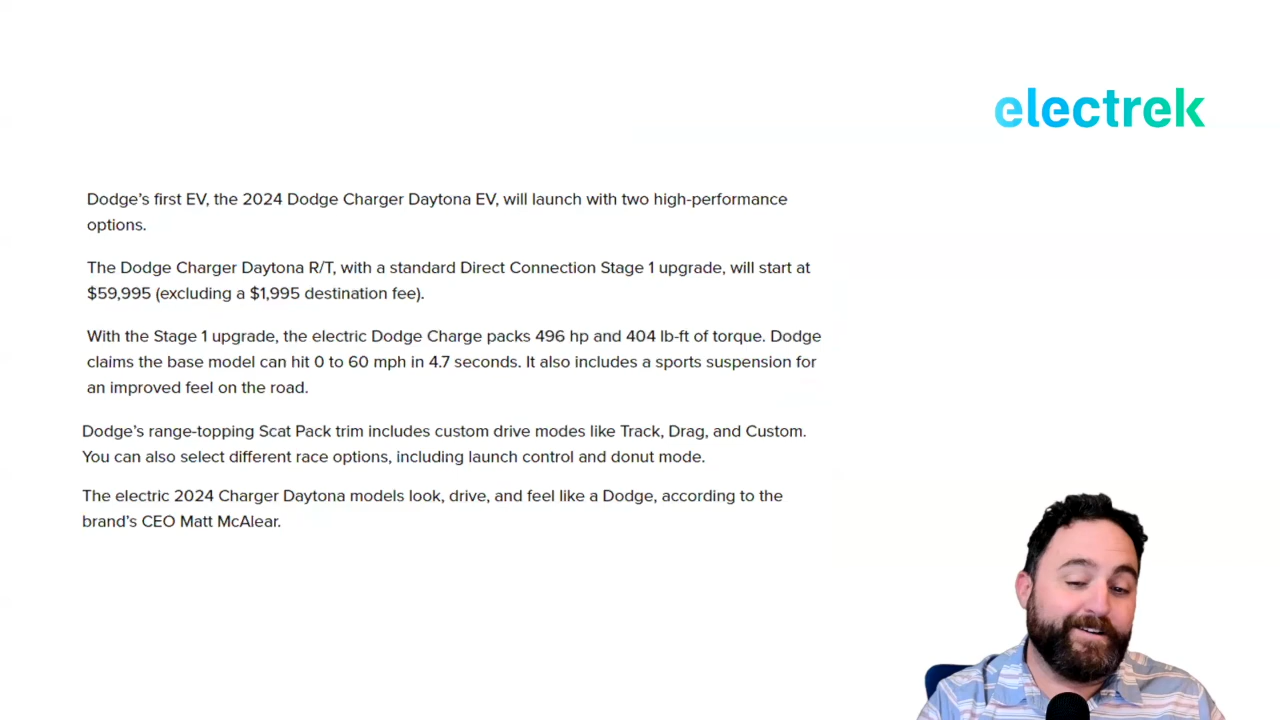 electrek
Dodge’s first EV, the 2024 Dodge Charger Daytona EV, will launch with two high-performance
options.
The Dodge Charger Daytona R/T, with a standard Direct Connection Stage 1 upgrade, will start at
$59,995 (excluding a $1,995 destination fee).
With the Stage 1 upgrade, the electric Dodge Charge packs 496 hp and 404 lb-ft of torque. Dodge
claims the base model can hit 0 to 60 mph in 4.7 seconds. It also includes a sports suspension for
an improved feel on the road.
Dodge’s range-topping Scat Pack trim includes custom drive modes like Track, Drag, and Custom.
You can also select different race options, including launch control and donut mode.
The electric 2024 Charger Daytona models look, drive, and feel like a Dodge, according to the
brand’s CEO Matt McAlear.